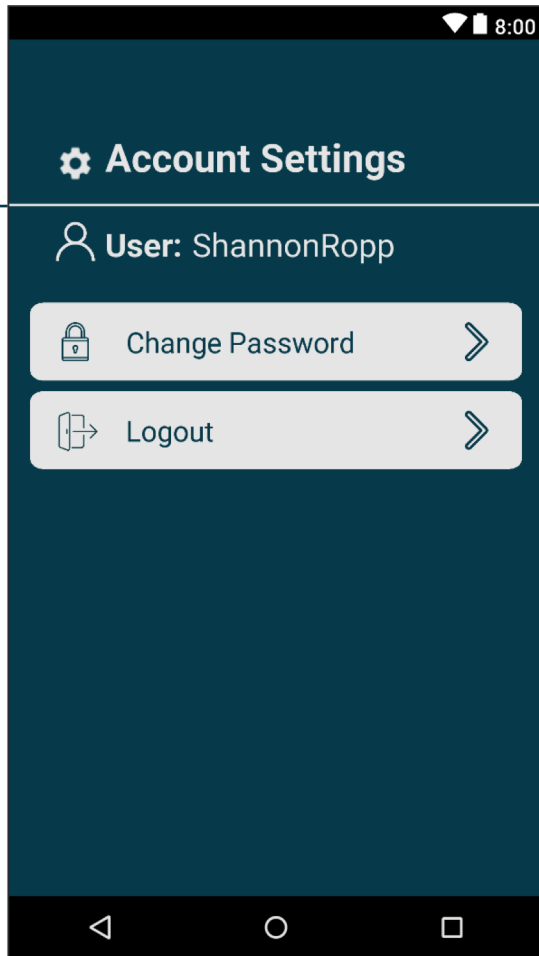 8:00
Account Settings
User: ShannonRopp
Change Password
Logout